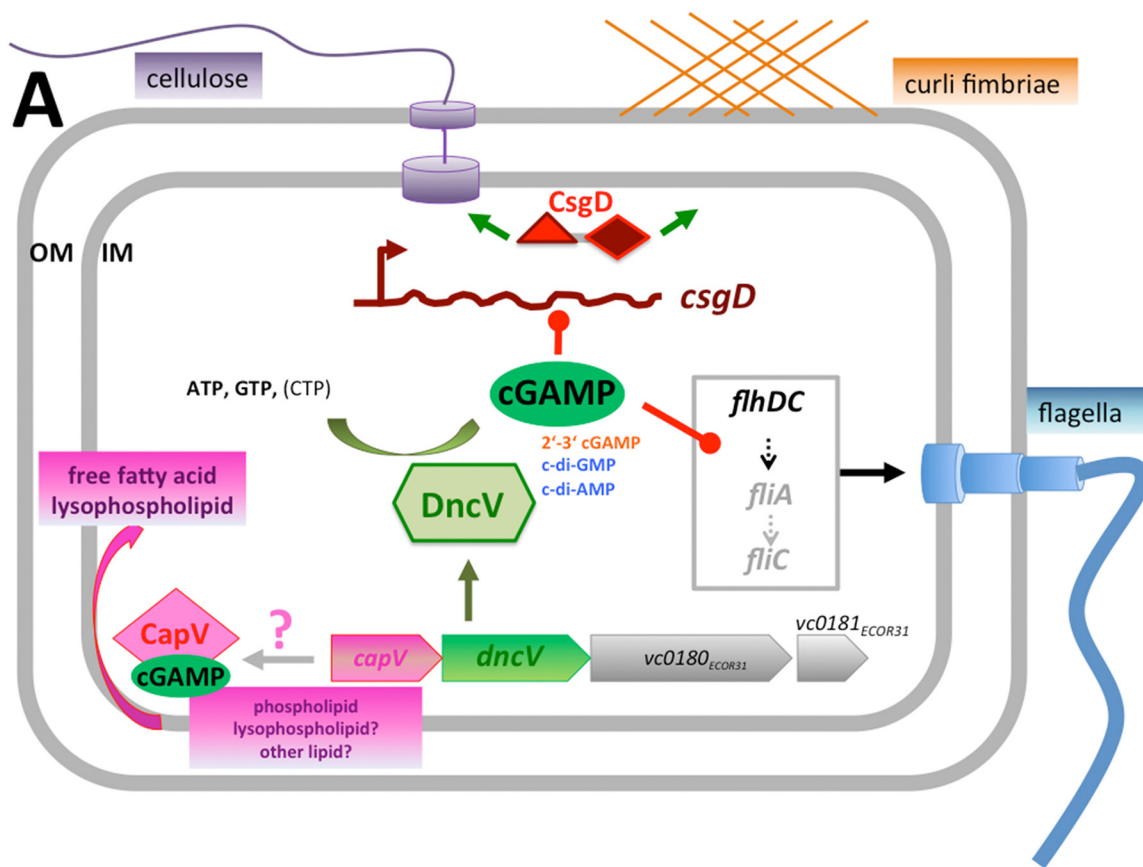 A
cellulose
curli fimbriae
OM
IM
CsgD
csgD
ATP, GTP, (CTP)
cGAMP
2‘-3‘ cGAMP
c-di-GMP
c-di-AMP
flhDC
fliA
fliC
flagella
free fatty acid
lysophospholipid
DncV
CapV
cGAMP
?
capV
dncV
vc0180ECOR31
vc0181ECOR31
phospholipid
lysophospholipid?
other lipid?